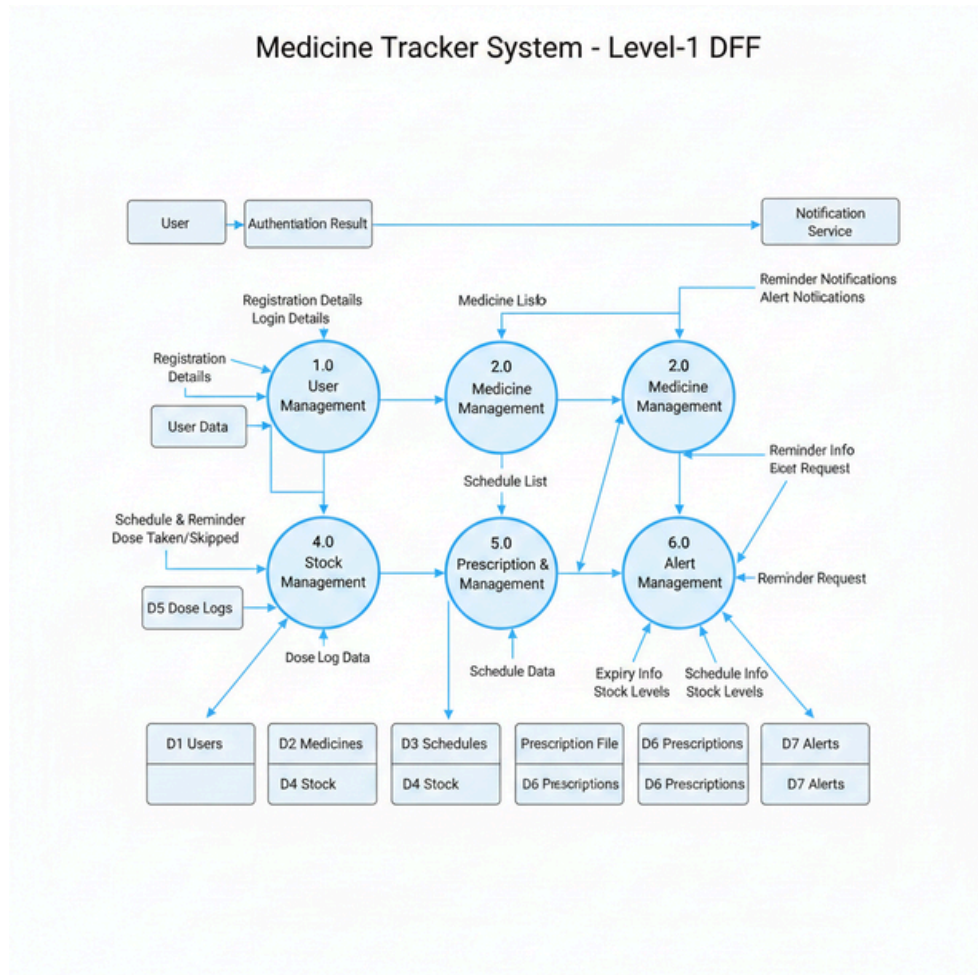 Medicine Tracker System - Level-1 DFF
User
Authentiation Result
Notification
Service
Registration Details
Login Details
Medicine Listo
Reminder Notifications
Alert Notlications
Registration
Details
1.0
User
Management
2.0
Medicine
Management
2.0
Medicine
Management
User Data
Reminder Info
Eicet Request
Schedule List
Schedule & Reminder
Dose Taken/Skipped
4.0
Stock
Management
5.0
Prescription &
Management
6.0
Alert
Management
Reminder Request
D5 Dose Logs
Dose Log Data
Schedule Data
Expiry Info
Stock Levels
Schedule Info
Stock Levels
D1 Users
D2 Medicines
D3 Schedules
Prescription File
D6 Prescriptions
D7 Alerts
D4 Stock
D4 Stock
D6 Prescriptions
D6 Prescriptions
D7 Alerts